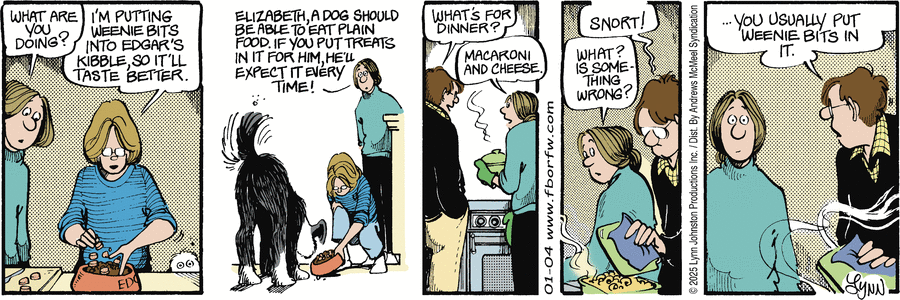 WHAT ARE
YOU
DOING?
I'M PUTTING
WEENIE BITS
INTO EDGAR'S
KIBBLE, SO IT'LL
TASTE BETTER.
EDG
ELIZABETH, A DOG SHOULD
BE ABLE TO EAT PLAIN
FOOD. IF YOU PUT TREATS
IN IT FOR HIM, HE'LL
EXPECT IT EVERY
TIME!
WHAT'S FOR
DINNER?
MACARONI
AND CHEESE.
01-04 www.fborfw.com
SNORT!
WHAT?
IS SOME-
THING
WRONG?
© 2025 Lynn Johnston Productions Inc. / Dist. By Andrews McMeel Syndication
...YOU USUALLY PUT
WEENIE BITS IN
IT.
LYNN